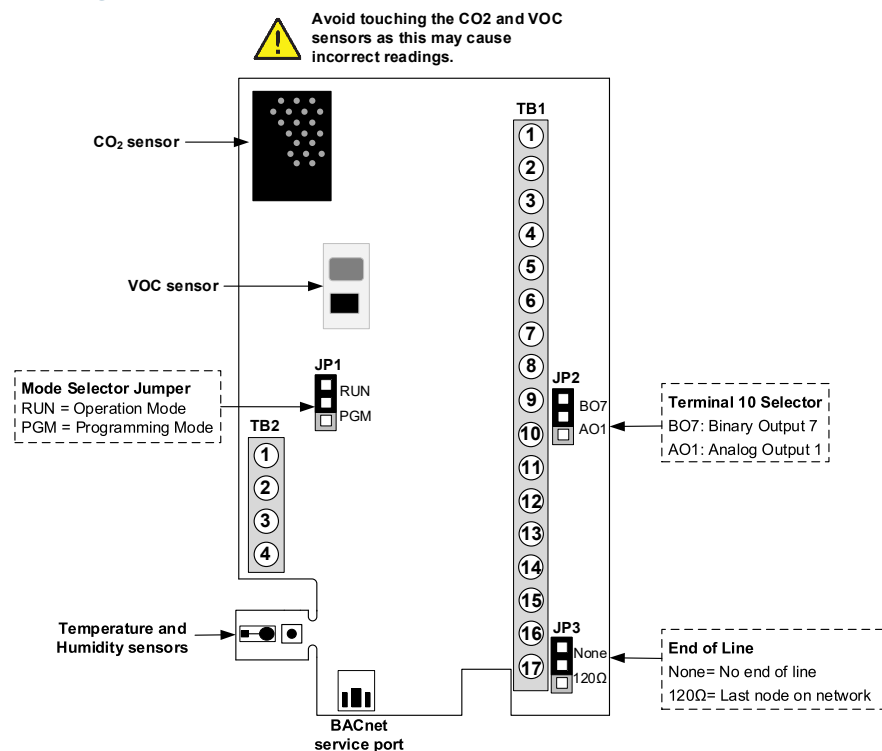 Avoid touching the CO2 and VOC
sensors as this may cause
incorrect readings.
CO₂ sensor
VOC sensor
Mode Selector Jumper
RUN = Operation Mode
PGM = Programming Mode
JP1
RUN
PGM
TB2
1
2
3
4
Temperature and
Humidity sensors
BACnet
service port
TB1
1
2
3
4
5
6
7
8
9
10
11
12
13
14
15
16
17
JP2
BO7
AO1
Terminal 10 Selector
BO7: Binary Output 7
AO1: Analog Output 1
JP3
None
120Ω
End of Line
None= No end of line
120Ω= Last node on network